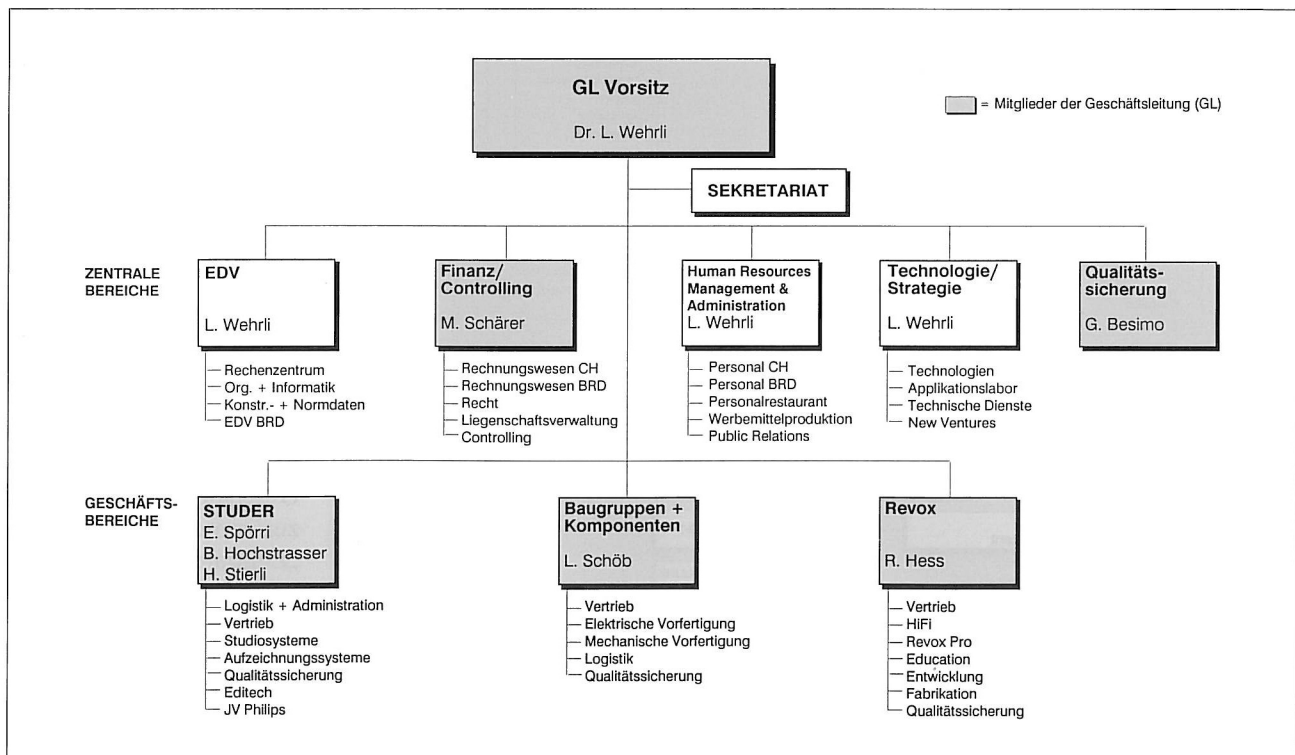 GL Vorsitz
Dr. L. Wehrli
= Mitglieder der Geschäftsleitung (GL)
SEKRETARIAT
ZENTRALE
BEREICHE
EDV
L. Wehrli
Rechenzentrum
Org. + Informatik
Konstr.- + Normdaten
EDV BRD
Finanz/
Controlling
M. Schärer
Rechnungswesen CH
Rechnungswesen BRD
Recht
Liegenschaftsverwaltung
Controlling
Human Resources
Management &
Administration
L. Wehrli
Personal CH
Personal BRD
Personalrestaurant
Werbemittelproduktion
Public Relations
Technologie/
Strategie
L. Wehrli
Technologien
Applikationslabor
Technische Dienste
New Ventures
Qualitäts-
sicherung
G. Besimo
GESCHÄFTS-
BEREICHE
STUDER
E. Spörri
B. Hochstrasser
H. Stierli
Logistik + Administration
Vertrieb
Studiosysteme
Aufzeichnungssysteme
Qualitätssicherung
Editech
JV Philips
Baugruppen +
Komponenten
L. Schöb
Vertrieb
Elektrische Vorfertigung
Mechanische Vorfertigung
Logistik
Qualitätssicherung
Revox
R. Hess
Vertrieb
HiFi
Revox Pro
Education
Entwicklung
Fabrikation
Qualitätssicherung